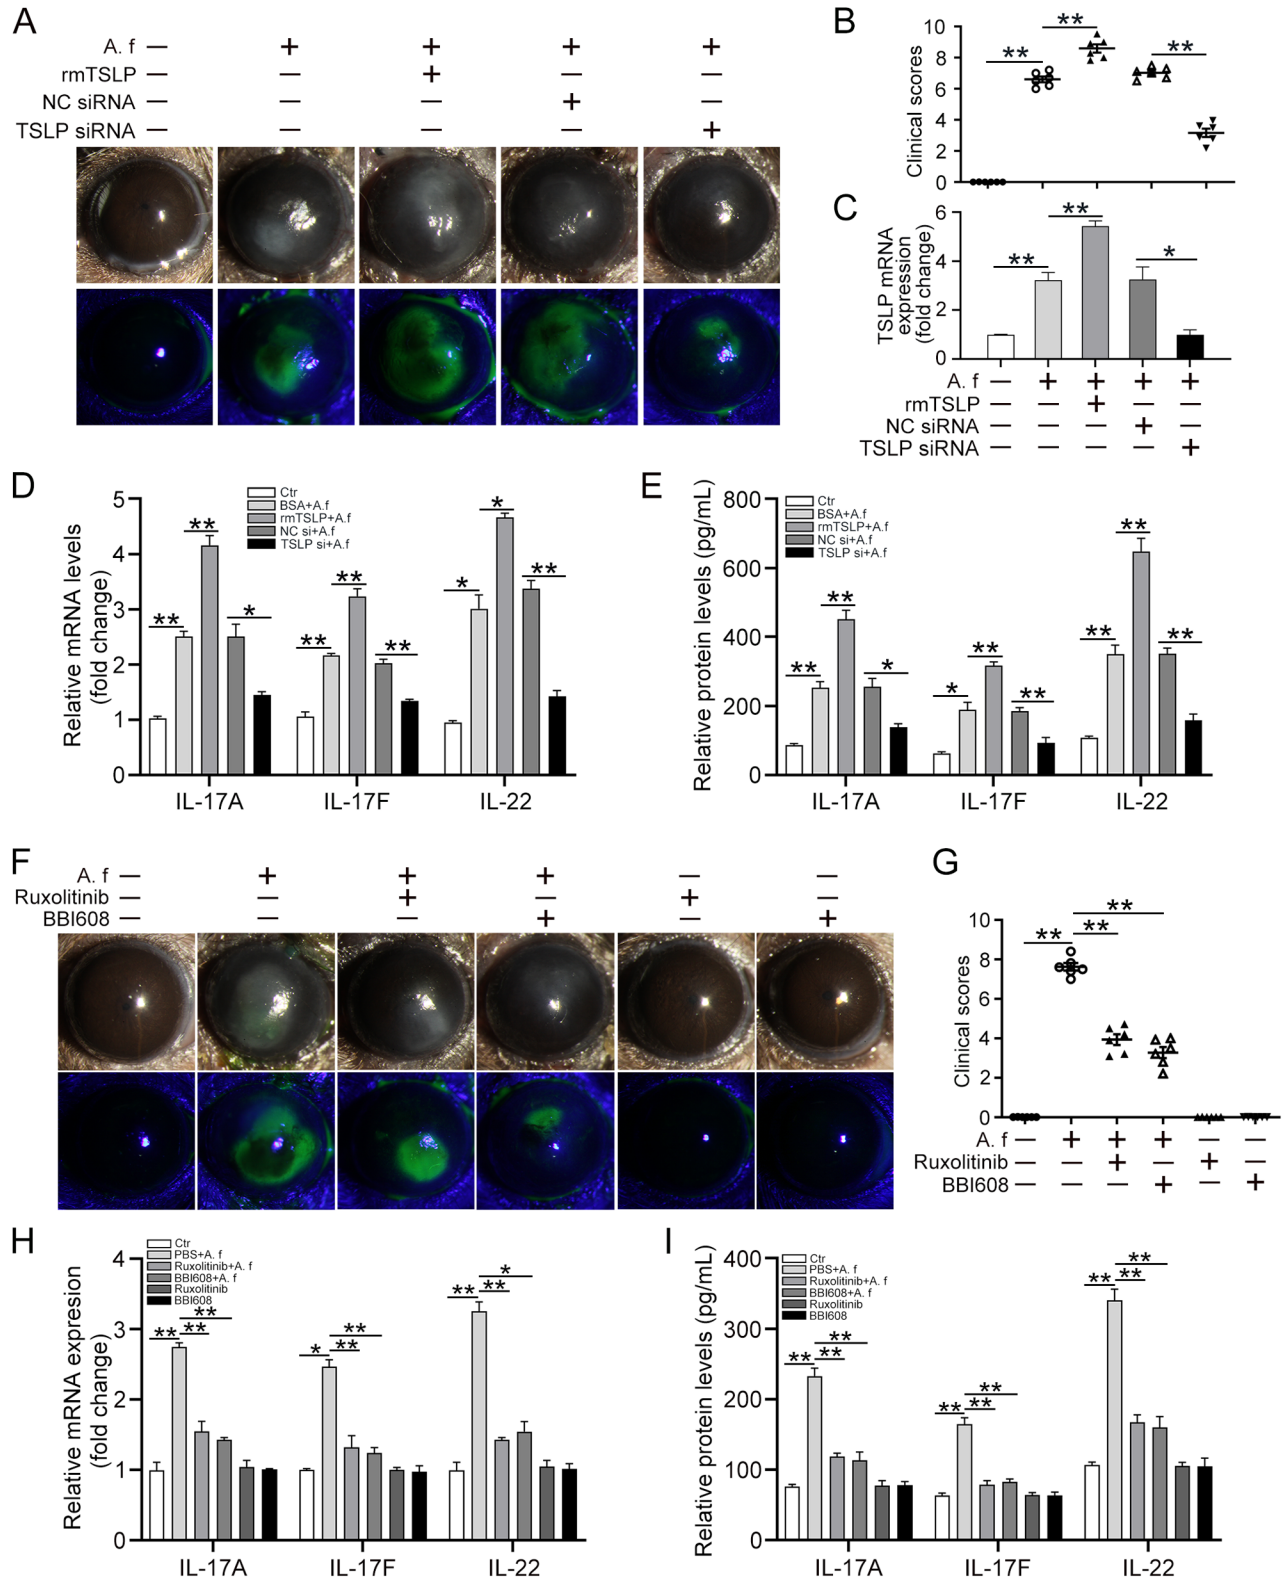 A
A. f — + + + +
rmTSLP — — + — —
NC siRNA — — — + —
TSLP siRNA — — — — +
B
Clinical scores
10
8
6
4
2
0
**
**
**
C
TSLP mRNA
expression
(fold change)
6
4
2
0
**
**
*
A. f — + + + +
rmTSLP — — + — —
NC siRNA — — — + —
TSLP siRNA — — — — +
D
Relative mRNA levels
(fold change)
5
4
3
2
1
0
Ctr
BSA+A.f
rmTSLP+A.f
NC si+A.f
TSLP si+A.f
** ** *
** ** **
* * **
IL-17A IL-17F IL-22
E
Relative protein levels (pg/mL)
800
600
400
200
0
Ctr
BSA+A.f
rmTSLP+A.f
NC si+A.f
TSLP si+A.f
** ** *
* ** **
** ** **
IL-17A IL-17F IL-22
F
A. f — + + + — —
Ruxolitinib — — + — + —
BBI608 — — — + — +
G
Clinical scores
10
8
6
4
2
0
** ** **
A. f — + + + — —
Ruxolitinib — — + — + —
BBI608 — — — + — +
H
Relative mRNA expresion
(fold change)
4
3
2
1
0
Ctr
PBS+A. f
Ruxolitinib+A. f
BBI608+A. f
Ruxolitinib
BBI608
** ** **
* ** **
** ** *
IL-17A IL-17F IL-22
I
Relative protein levels (pg/mL)
400
300
200
100
0
Ctr
PBS+A. f
Ruxolitinib+A. f
BBI608+A. f
Ruxolitinib
BBI608
** ** **
** ** **
** ** **
IL-17A IL-17F IL-22